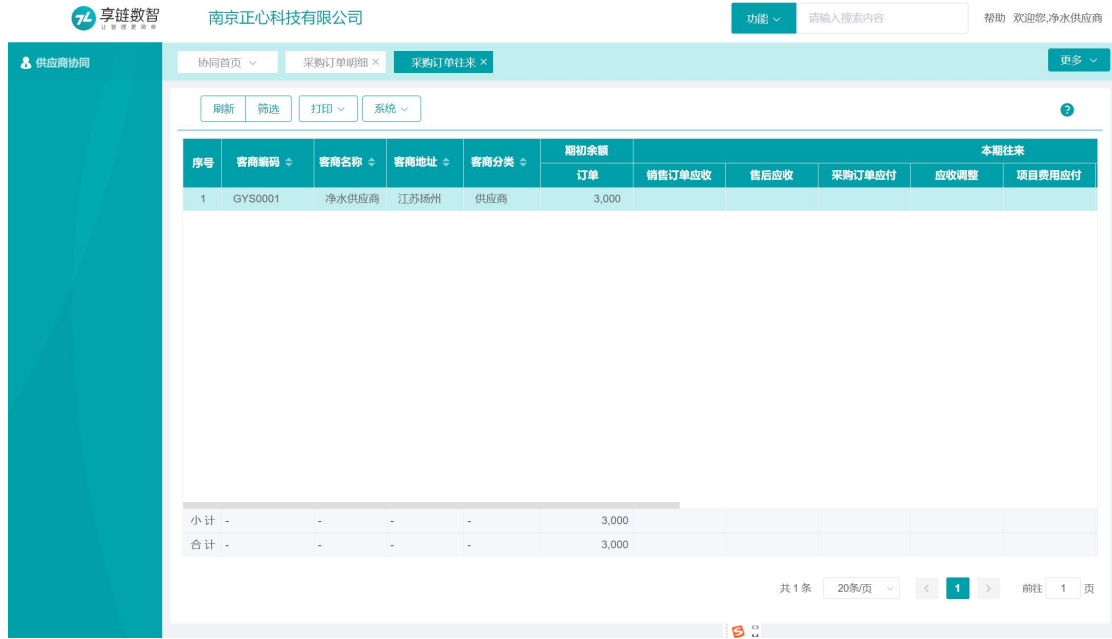 享链数智 南京正心科技有限公司 功能 请输入搜索内容 帮助 欢迎您,净水供应商
让管理更简单
供应商协同 协同首页 采购订单明细 × 采购订单往来 × 更多
刷新 筛选 打印 系统 ?
序号 客商编码 客商名称 客商地址 客商分类 期初余额 本期往来
订单 销售订单应收 售后应收 采购订单应付 应收调整 项目费用应付
1 GYS0001 净水供应商 江苏扬州 供应商 3,000
小计 - - - - 3,000
合计 - - - - 3,000
共 1 条 20条/页 < 1 > 前往 1 页